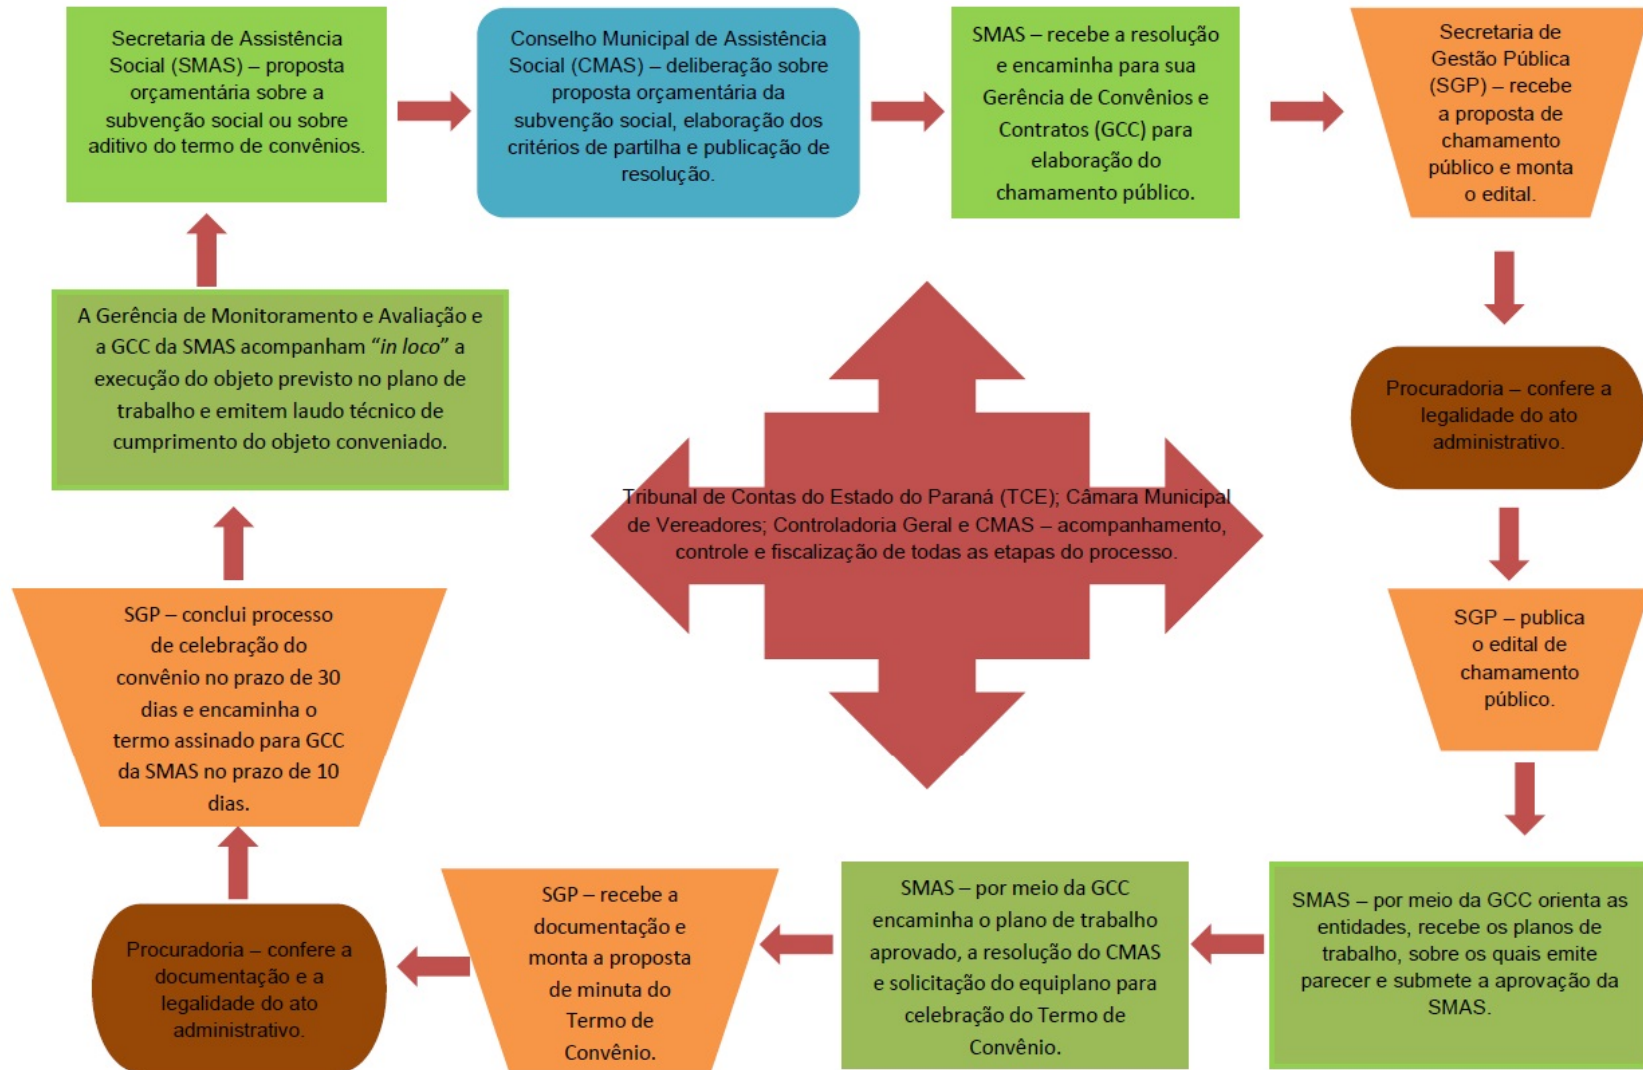 Secretaria de Assistência
Social (SMAS) – proposta
orçamentária sobre a
subvenção social ou sobre
aditivo do termo de convênios.
Conselho Municipal de Assistência
Social (CMAS) – deliberação sobre
proposta orçamentária da
subvenção social, elaboração dos
critérios de partilha e publicação de
resolução.
SMAS – recebe a resolução
e encaminha para sua
Gerência de Convênios e
Contratos (GCC) para
elaboração do
chamamento público.
Secretaria de
Gestão Pública
(SGP) – recebe
a proposta de
chamamento
público e monta
o edital.
Procuradoria – confere a
legalidade do ato
administrativo.
SGP – publica
o edital de
chamamento
público.
SMAS – por meio da GCC orienta as
entidades, recebe os planos de
trabalho, sobre os quais emite
parecer e submete a aprovação da
SMAS.
SMAS – por meio da GCC
encaminha o plano de trabalho
aprovado, a resolução do CMAS
e solicitação do equiplano para
celebração do Termo de
Convênio.
SGP – recebe a
documentação e
monta a proposta
de minuta do
Termo de
Convênio.
Procuradoria – confere a
documentação e a
legalidade do ato
administrativo.
SGP – conclui processo
de celebração do
convênio no prazo de 30
dias e encaminha o
termo assinado para GCC
da SMAS no prazo de 10
dias.
A Gerência de Monitoramento e Avaliação e
a GCC da SMAS acompanham “in loco” a
execução do objeto previsto no plano de
trabalho e emitem laudo técnico de
cumprimento do objeto conveniado.
Tribunal de Contas do Estado do Paraná (TCE); Câmara Municipal
de Vereadores; Controladoria Geral e CMAS – acompanhamento,
controle e fiscalização de todas as etapas do processo.